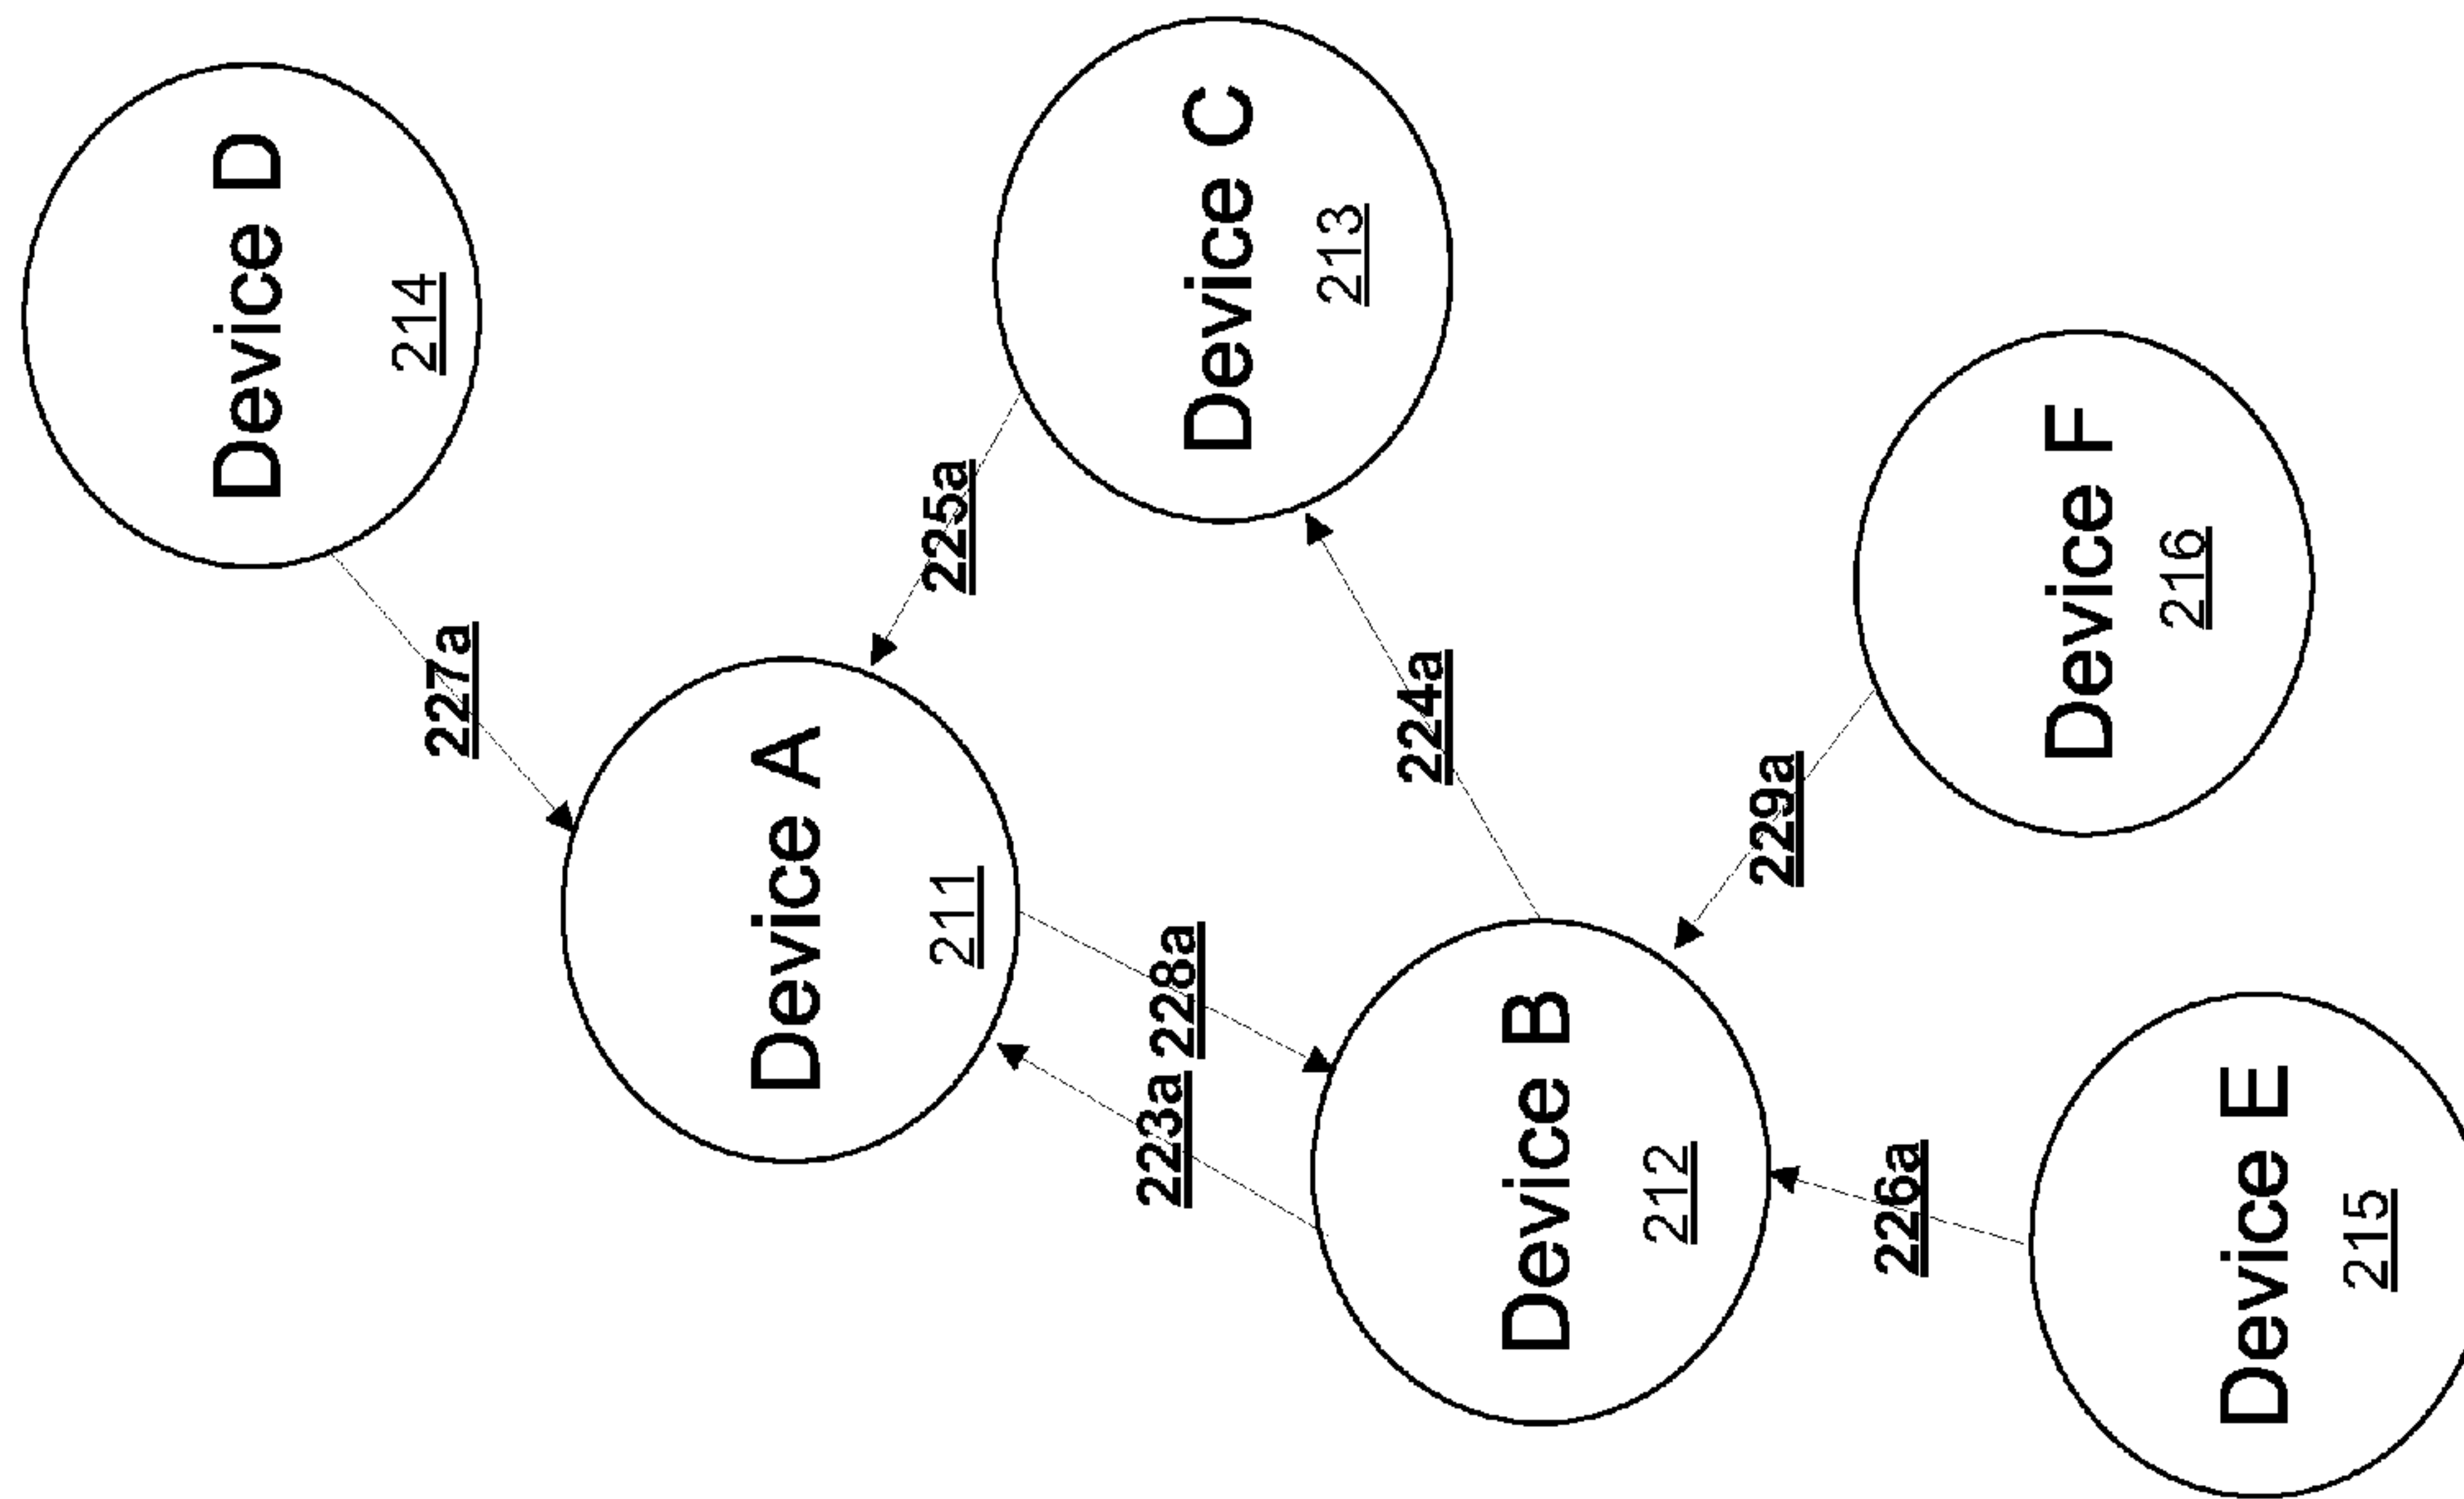 Device D
214
227a
Device A
211
225a
Device C
213
223a
228a
224a
Device B
212
229a
Device F
216
226a
Device E
215